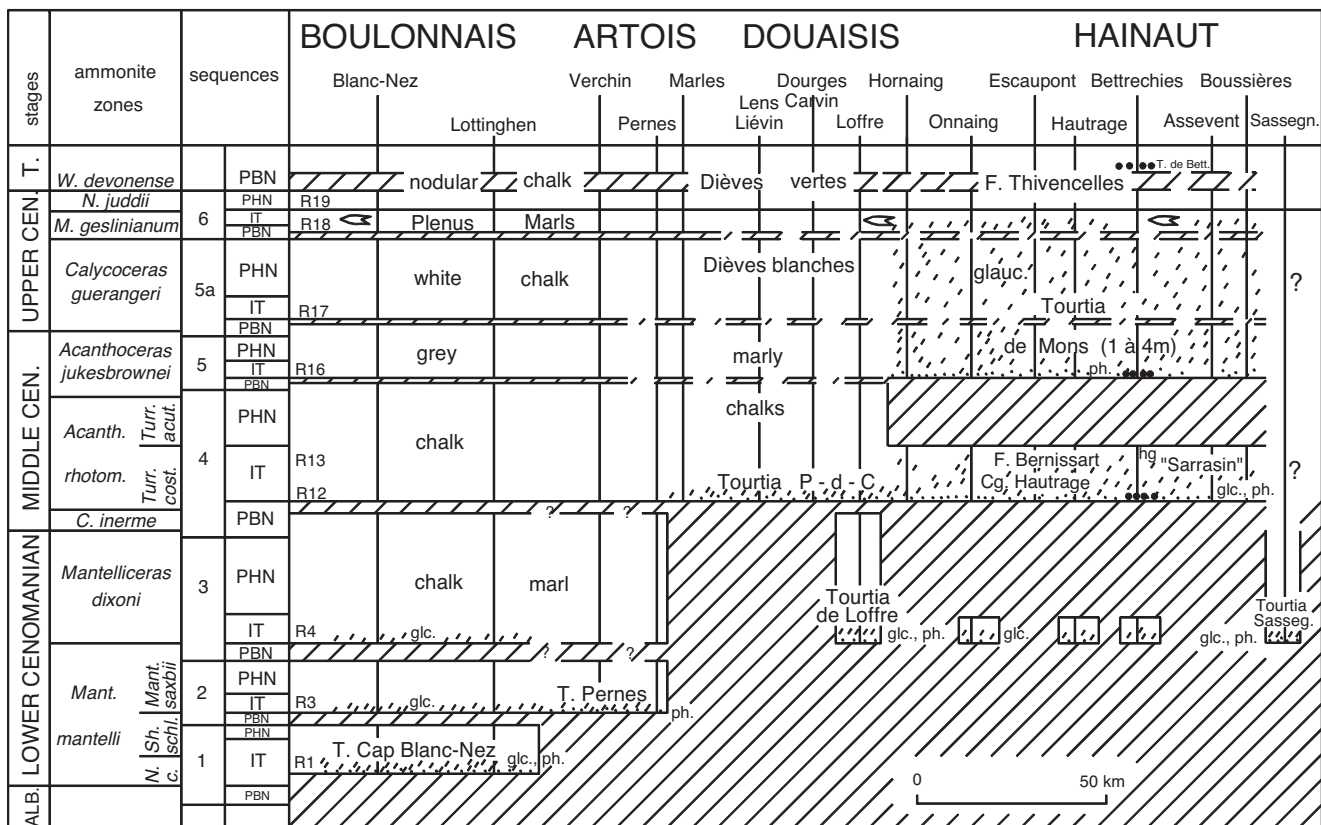 BOULONNAIS ARTOIS DOUAISIS HAINAUT
stages
ammonite zones
sequences
Blanc-Nez Verchin Marles Dourges Hornaing Escaupont Bettrechies Boussières
Carvin
Lens
Liévin
Lottinghen Pernes Loffre Onnaing Hautrage Assevent Sassegn.
T.
W. devonense PBN nodular chalk Dièves vertes F. Thivencelles T. de Bett.
UPPER CEN.
N. juddii PHN R19
M. geslinianum 6 IT R18 Plenus Marls
PBN
Calycoceras
guerangeri
5a PHN white chalk Dièves blanches glauc. ?
IT R17 Tourtia
PBN
MIDDLE CEN.
Acanthoceras
jukesbrownei
5 PHN grey marly de Mons (1 à 4m)
IT R16 ph.
PBN
chalks
Acanth.
rhotom.
Turr.
acut.
Turr.
cost.
4 PHN chalk
IT R13 F. Bernissart hg "Sarrasin" ?
R12 Tourtia P - d - C Cg. Hautrage glc., ph.
C. inerme PBN ? ?
LOWER CENOMANIAN
Mantelliceras
dixoni
3 PHN chalk marl
Tourtia
de Loffre
Tourtia
Sasseg.
IT R4 glc. glc., ph. glc. glc., ph.
PBN ? ?
Mant.
mantelli
Mant.
saxbii
2 PHN
IT R3 glc. T. Pernes
PBN ph.
Sh.
schl.
N.
c.
1 PHN
IT R1 T. Cap Blanc-Nez glc., ph.
ALB.
PBN
0 50 km